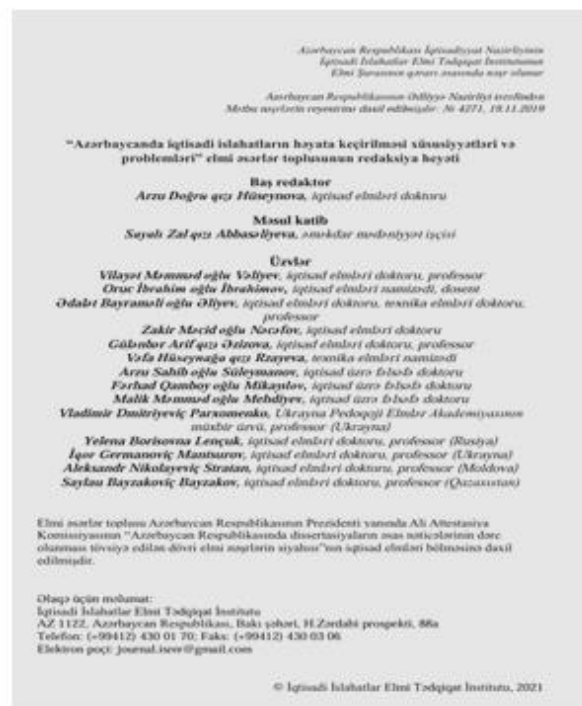 Azərbaycan Respublikası İqtisadiyyat Nazirliyinin
İqtisadi İslahatlar Elmi Tədqiqat İnstitutunun
Elmi Şurasının qərarı əsasında nəşr olunur
Azərbaycan Respublikasının Ədliyyə Nazirliyi tərəfindən
Mətbu nəşrlərin reyestrinə daxil edilmişdir. № 4271, 19.11.2019
“Azərbaycanda iqtisadi islahatların həyata keçirilməsi xüsusiyyətləri və
problemləri” elmi əsərlər toplusunun redaksiya heyəti
Baş redaktor
Arzu Doğru qızı Hüseynova, iqtisad elmləri doktoru
Məsul katib
Sayalı Zal qızı Abbasəliyeva, əməkdar mədəniyyət işçisi
Üzvlər
Vilayət Məmməd oğlu Vəliyev, iqtisad elmləri doktoru, professor
Oruc İbrahim oğlu İbrahimov, iqtisad elmləri namizədi, dosent
Ədalət Bayraməli oğlu Əliyev, iqtisad elmləri doktoru, texnika elmləri doktoru,
professor
Zakir Məcid oğlu Nəcəfov, iqtisad elmləri doktoru
Gülənbər Arif qızı Əzizova, iqtisad elmləri doktoru, professor
Vəfa Hüseynağa qızı Rzayeva, texnika elmləri namizədi
Arzu Sahib oğlu Süleymanov, iqtisad üzrə fəlsəfə doktoru
Fərhad Qamboy oğlu Mikayılov, iqtisad üzrə fəlsəfə doktoru
Malik Məmməd oğlu Mehdiyev, iqtisad üzrə fəlsəfə doktoru
Vladimir Dmitriyeviç Parxomenko, Ukrayna Pedoqoji Elmlər Akademiyasının
müxbir üzvü, professor (Ukrayna)
Yelena Borisovna Lençuk, iqtisad elmləri doktoru, professor (Rusiya)
İqor Germanoviç Mantsurov, iqtisad elmləri doktoru, professor (Ukrayna)
Aleksandr Nikolayeviç Stratan, iqtisad elmləri doktoru, professor (Moldova)
Saylau Bayzakoviç Bayzakov, iqtisad elmləri doktoru, professor (Qazaxıstan)
Elmi əsərlər toplusu Azərbaycan Respublikasının Prezidenti yanında Ali Attestasiya
Komissiyasının “Azərbaycan Respublikasında dissertasiyaların əsas nəticələrinin dərc
olunması tövsiyə edilən dövri elmi nəşrlərin siyahısı”nın iqtisad elmləri bölməsinə daxil
edilmişdir.
Əlaqə üçün məlumat:
İqtisadi İslahatlar Elmi Tədqiqat İnstitutu
AZ 1122, Azərbaycan Respublikası, Bakı şəhəri, H.Zərdabi prospekti, 88a
Telefon: (+99412) 430 01 70; Faks: (+99412) 430 03 06
Elektron poçt: journal.iseir@gmail.com
© İqtisadi İslahatlar Elmi Tədqiqat İnstitutu, 2021